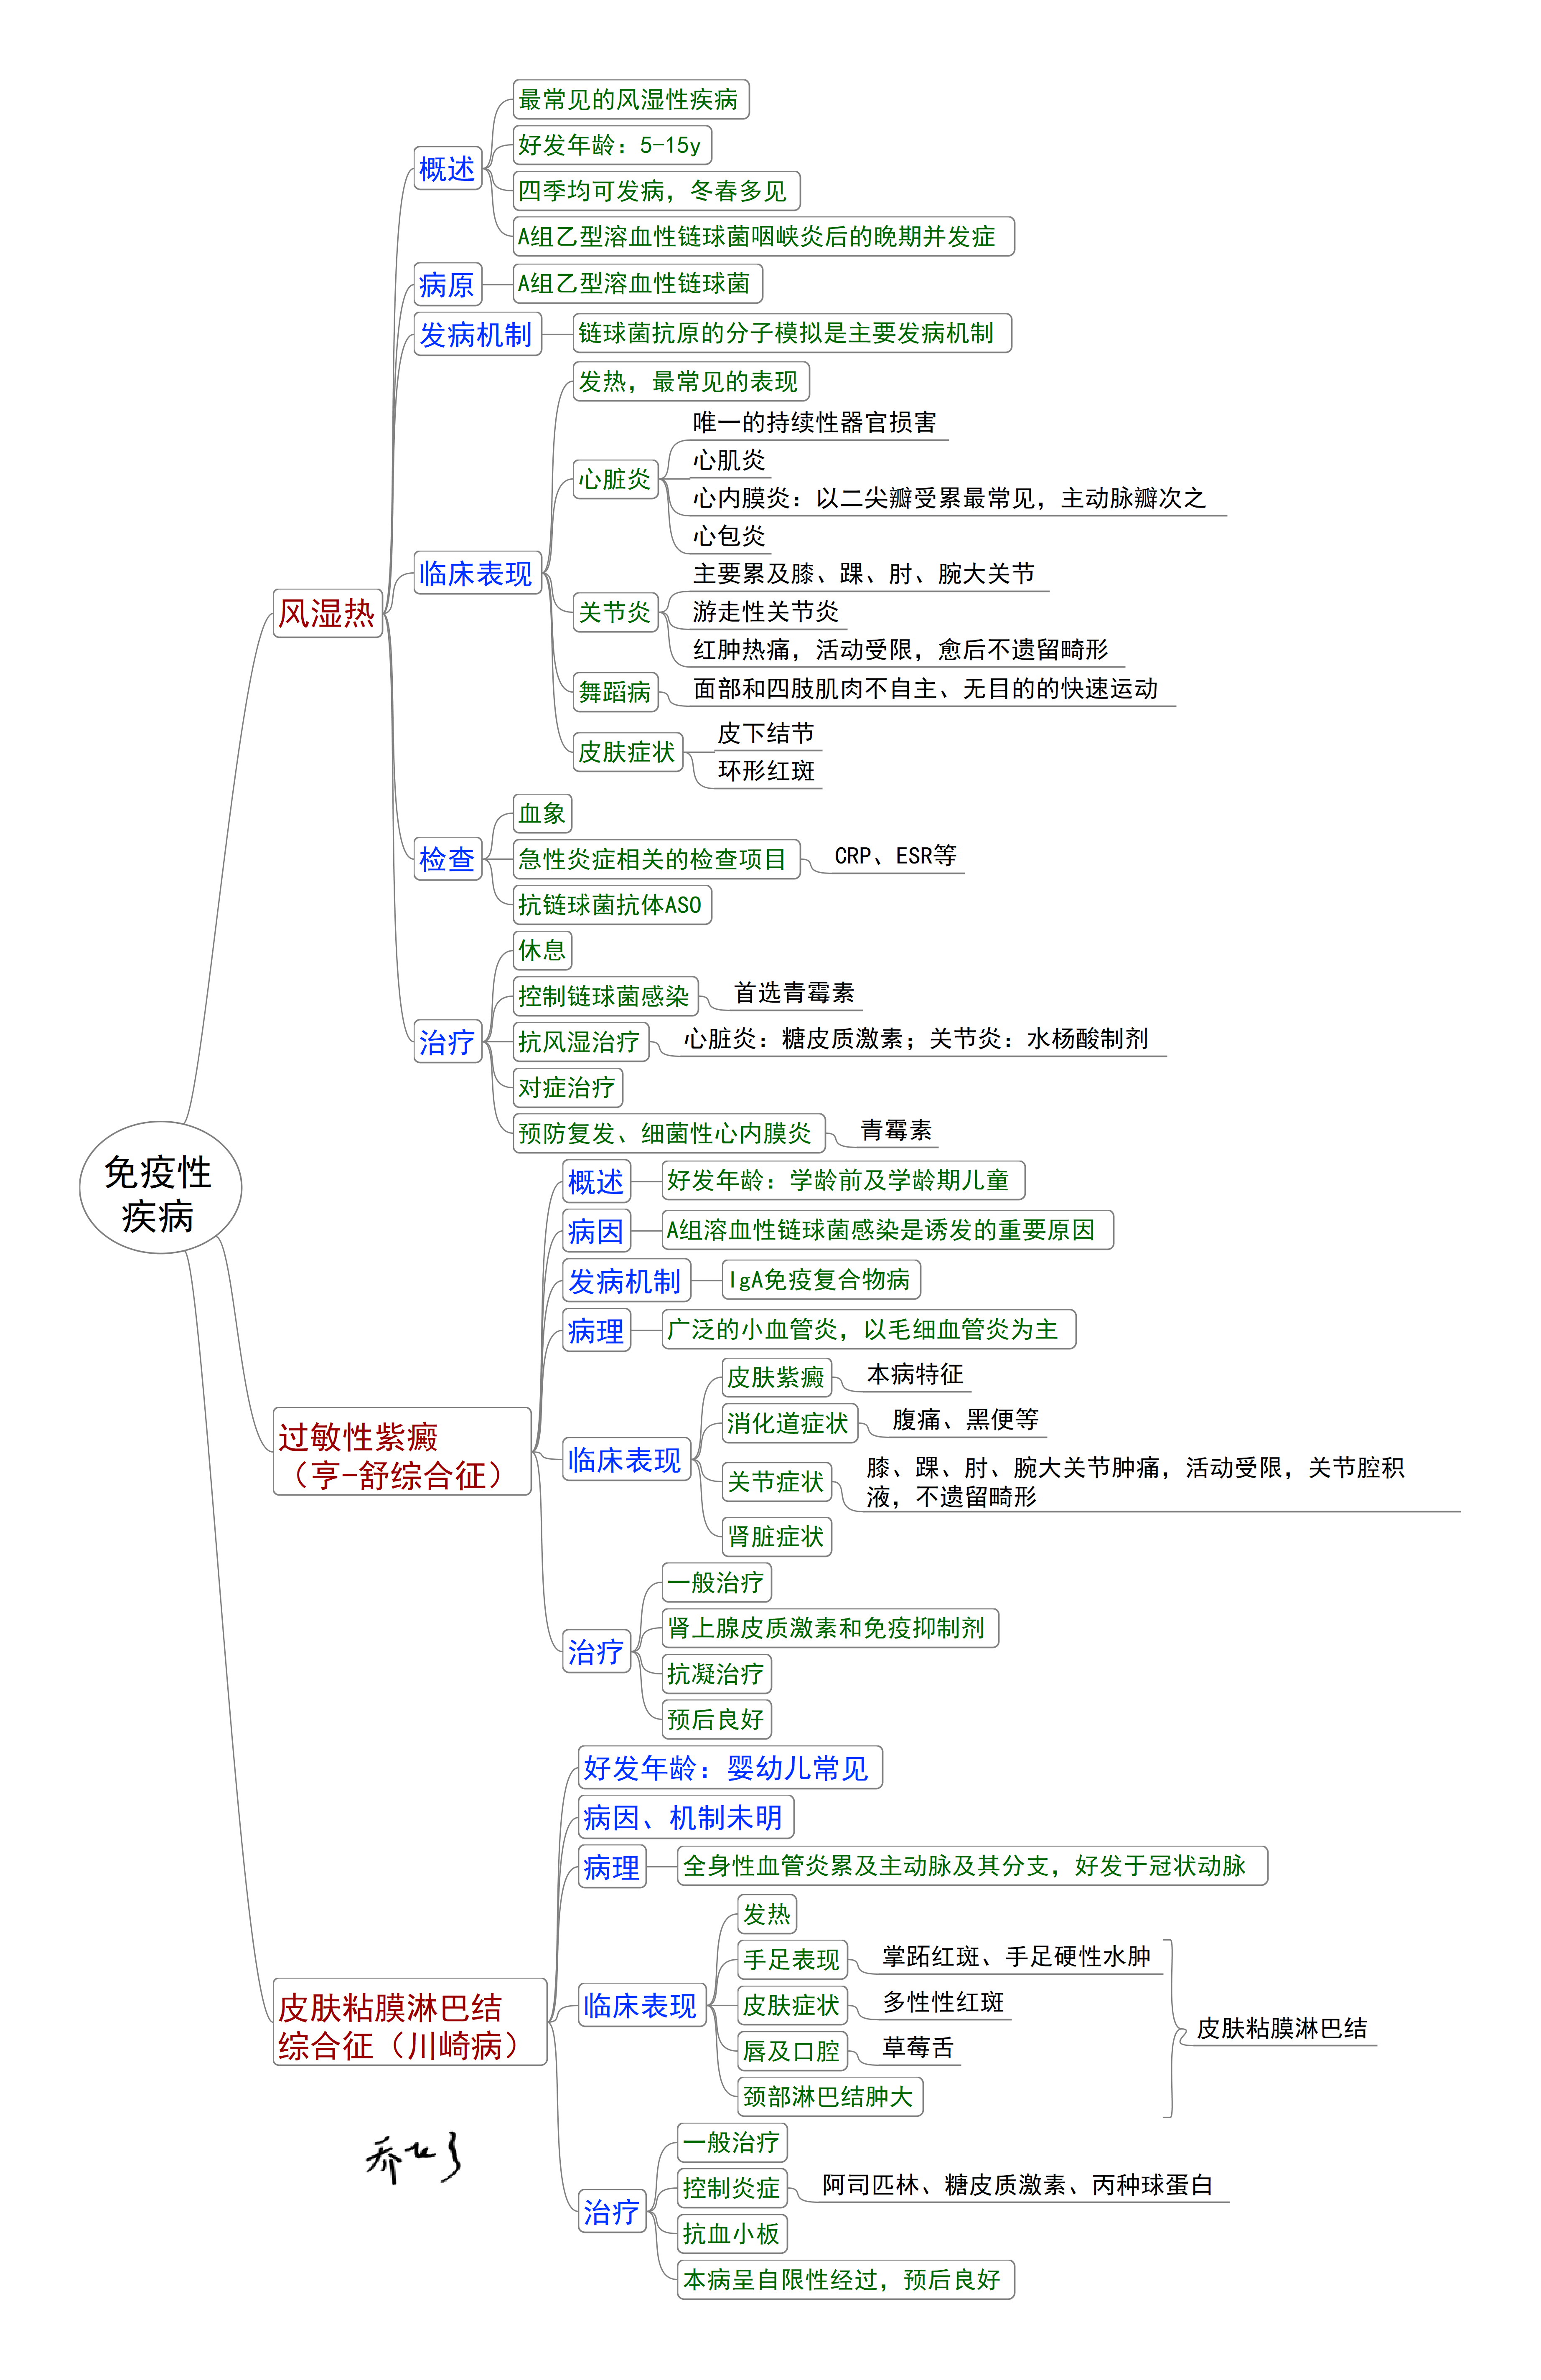 免疫性
疾病
风湿热
概述
最常见的风湿性疾病
好发年龄：5-15y
四季均可发病，冬春多见
A组乙型溶血性链球菌咽峡炎后的晚期并发症
病原
A组乙型溶血性链球菌
发病机制
链球菌抗原的分子模拟是主要发病机制
临床表现
发热，最常见的表现
心脏炎
唯一的持续性器官损害
心肌炎
心内膜炎：以二尖瓣受累最常见，主动脉瓣次之
心包炎
关节炎
主要累及膝、踝、肘、腕大关节
游走性关节炎
红肿热痛，活动受限，愈后不遗留畸形
舞蹈病
面部和四肢肌肉不自主、无目的的快速运动
皮肤症状
皮下结节
环形红斑
检查
血象
急性炎症相关的检查项目
CRP、ESR等
抗链球菌抗体ASO
治疗
休息
控制链球菌感染
首选青霉素
抗风湿治疗
心脏炎：糖皮质激素；关节炎：水杨酸制剂
对症治疗
预防复发、细菌性心内膜炎
青霉素
过敏性紫癜
（亨-舒综合征）
概述
好发年龄：学龄前及学龄期儿童
病因
A组溶血性链球菌感染是诱发的重要原因
发病机制
IgA免疫复合物病
病理
广泛的小血管炎，以毛细血管炎为主
临床表现
皮肤紫癜
本病特征
消化道症状
腹痛、黑便等
关节症状
膝、踝、肘、腕大关节肿痛，活动受限，关节腔积
液，不遗留畸形
肾脏症状
治疗
一般治疗
肾上腺皮质激素和免疫抑制剂
抗凝治疗
预后良好
皮肤粘膜淋巴结
综合征（川崎病）
好发年龄：婴幼儿常见
病因、机制未明
病理
全身性血管炎累及主动脉及其分支，好发于冠状动脉
临床表现
发热
手足表现
掌跖红斑、手足硬性水肿
皮肤症状
多性性红斑
唇及口腔
草莓舌
颈部淋巴结肿大
皮肤粘膜淋巴结
治疗
一般治疗
控制炎症
阿司匹林、糖皮质激素、丙种球蛋白
抗血小板
本病呈自限性经过，预后良好